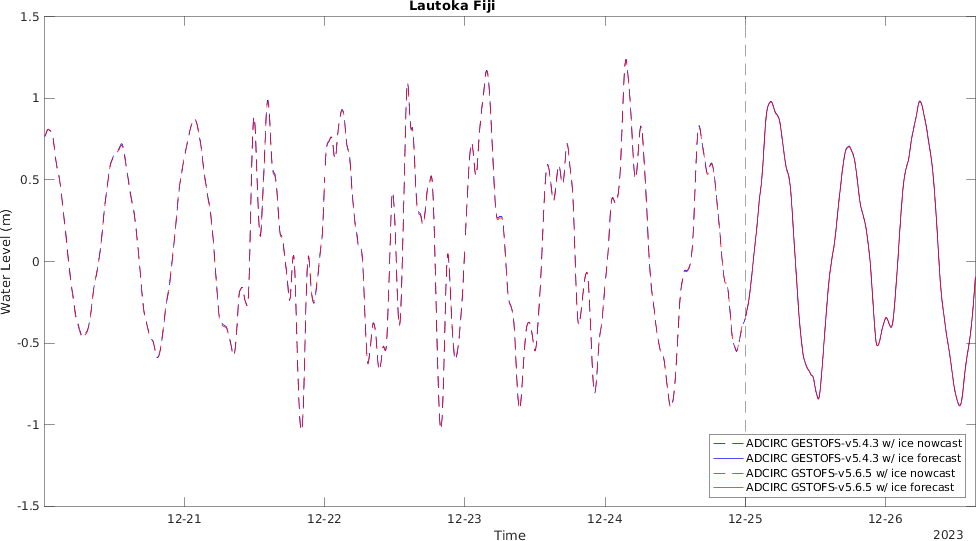 Lautoka Fiji
1.5
1
0.5
0
-0.5
-1
-1.5
Water Level (m)
12-21
12-22
12-23
12-24
12-25
12-26
Time
2023
ADCIRC GESTOFS-v5.4.3 w/ ice nowcast
ADCIRC GESTOFS-v5.4.3 w/ ice forecast
ADCIRC GSTOFS-v5.6.5 w/ ice nowcast
ADCIRC GSTOFS-v5.6.5 w/ ice forecast